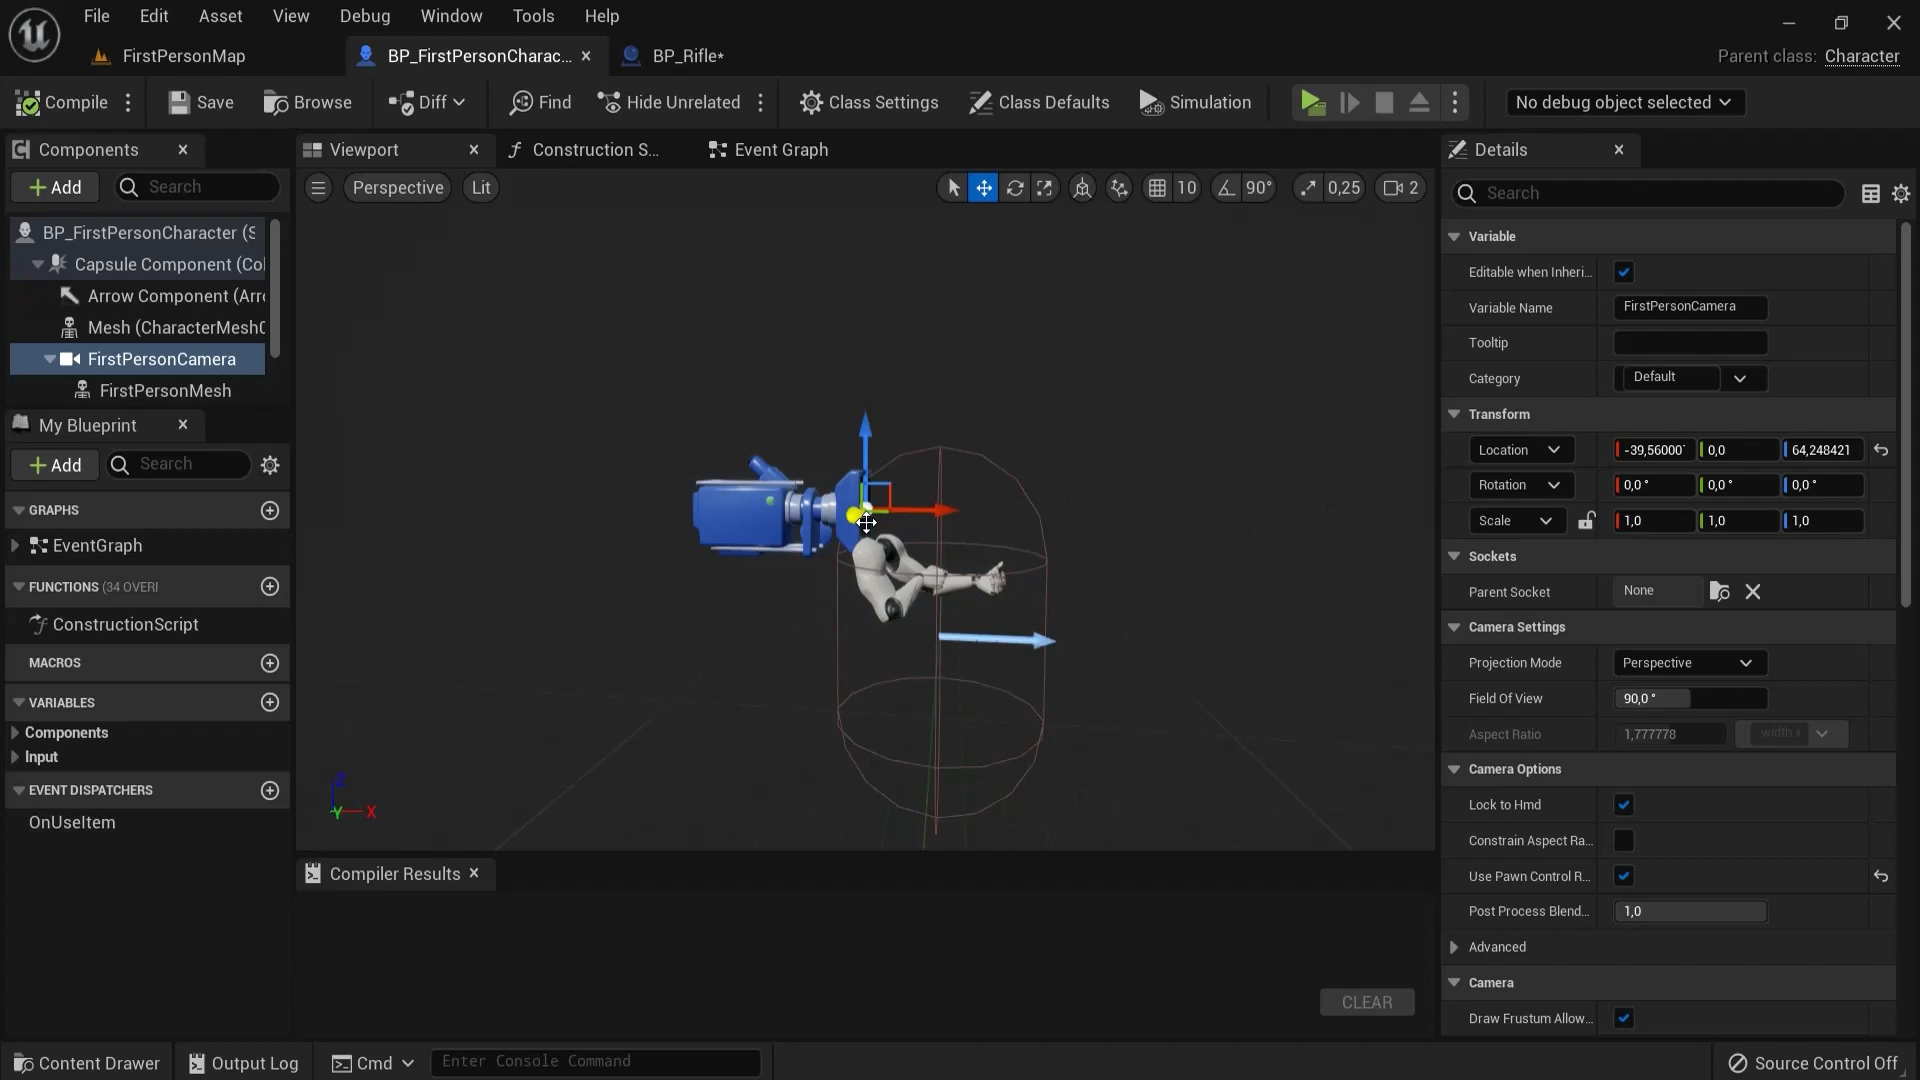 File Edit Asset View Debug Window Tools Help
FirstPersonMap BP_FirstPersonCharac... BP_Rifle*
Parent class: Character
Compile Save Browse Diff Find Hide Unrelated Class Settings Class Defaults Simulation No debug object selected
Components
Add Search
BP_FirstPersonCharacter (S
Capsule Component (Col
Arrow Component (Arro
Mesh (CharacterMesh0
FirstPersonCamera
FirstPersonMesh
My Blueprint
Add Search
GRAPHS
EventGraph
FUNCTIONS (34 OVERI
ConstructionScript
MACROS
VARIABLES
Components
Input
EVENT DISPATCHERS
OnUseItem
Viewport Construction S... Event Graph
Perspective Lit 10 90° 0,25 2
Z
Y X
Compiler Results
CLEAR
Details
Search
Variable
Editable when Inheri...
Variable Name FirstPersonCamera
Tooltip
Category Default
Transform
Location -39,56000 0,0 64,248421
Rotation 0,0 ° 0,0 ° 0,0 °
Scale 1,0 1,0 1,0
Sockets
Parent Socket None
Camera Settings
Projection Mode Perspective
Field Of View 90,0 °
Aspect Ratio 1,777778 width x
Camera Options
Lock to Hmd
Constrain Aspect Ra...
Use Pawn Control R...
Post Process Blend... 1,0
Advanced
Camera
Draw Frustum Allow...
Content Drawer Output Log Cmd Enter Console Command Source Control Off